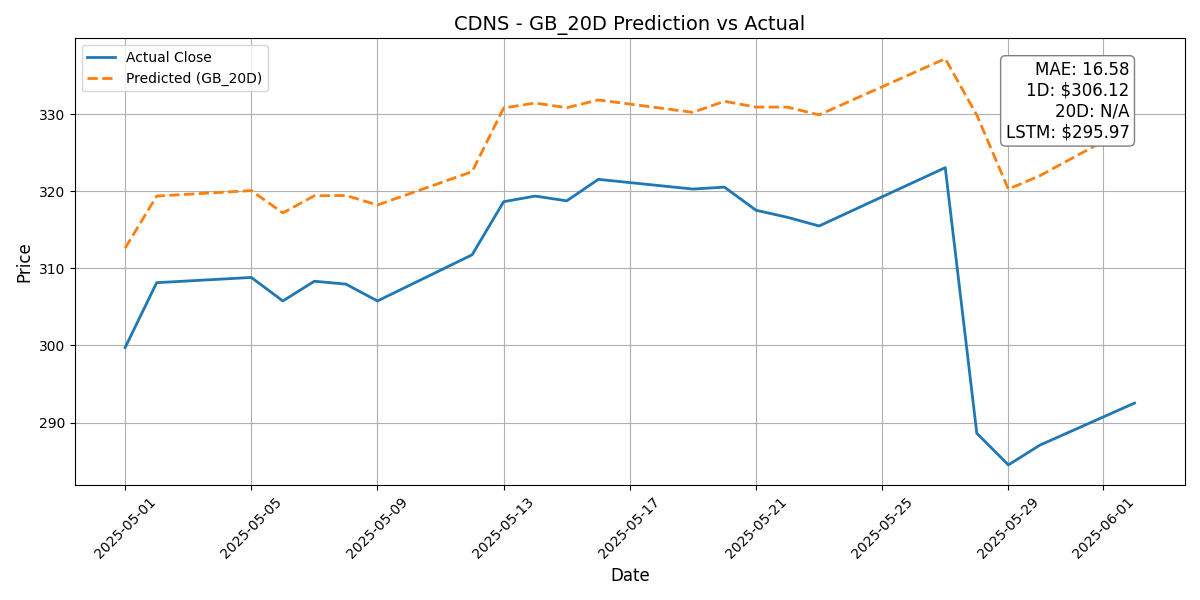 CDNS - GB_20D Prediction vs Actual
Actual Close
Predicted (GB_20D)
MAE: 16.58
1D: $306.12
20D: N/A
LSTM: $295.97
Price
330
320
310
300
290
2025-05-01
2025-05-05
2025-05-09
2025-05-13
2025-05-17
2025-05-21
2025-05-25
2025-05-29
2025-06-01
Date